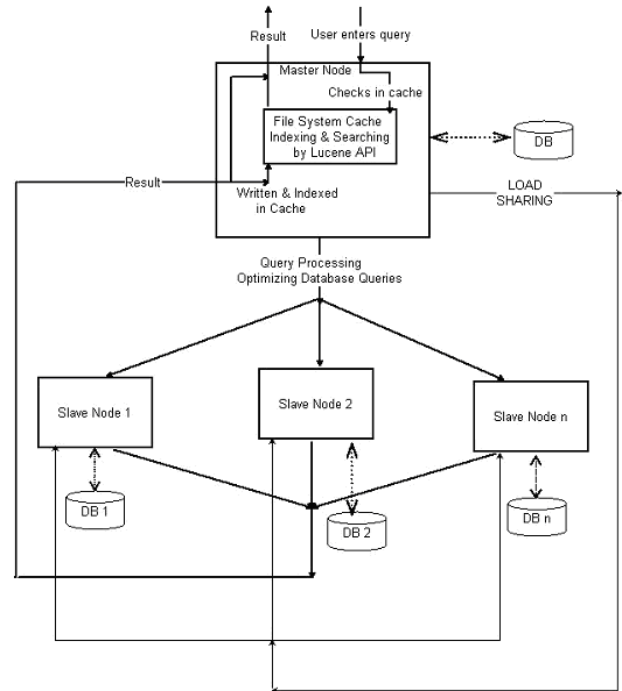 Result
User enters query
Master Node
Checks in cache
File System Cache
Indexing & Searching
by Lucene API
DB
Result
Written & Indexed
in Cache
LOAD
SHARING
Query Processing
Optimizing Database Queries
Slave Node 1
Slave Node 2
Slave Node n
DB 1
DB 2
DB n